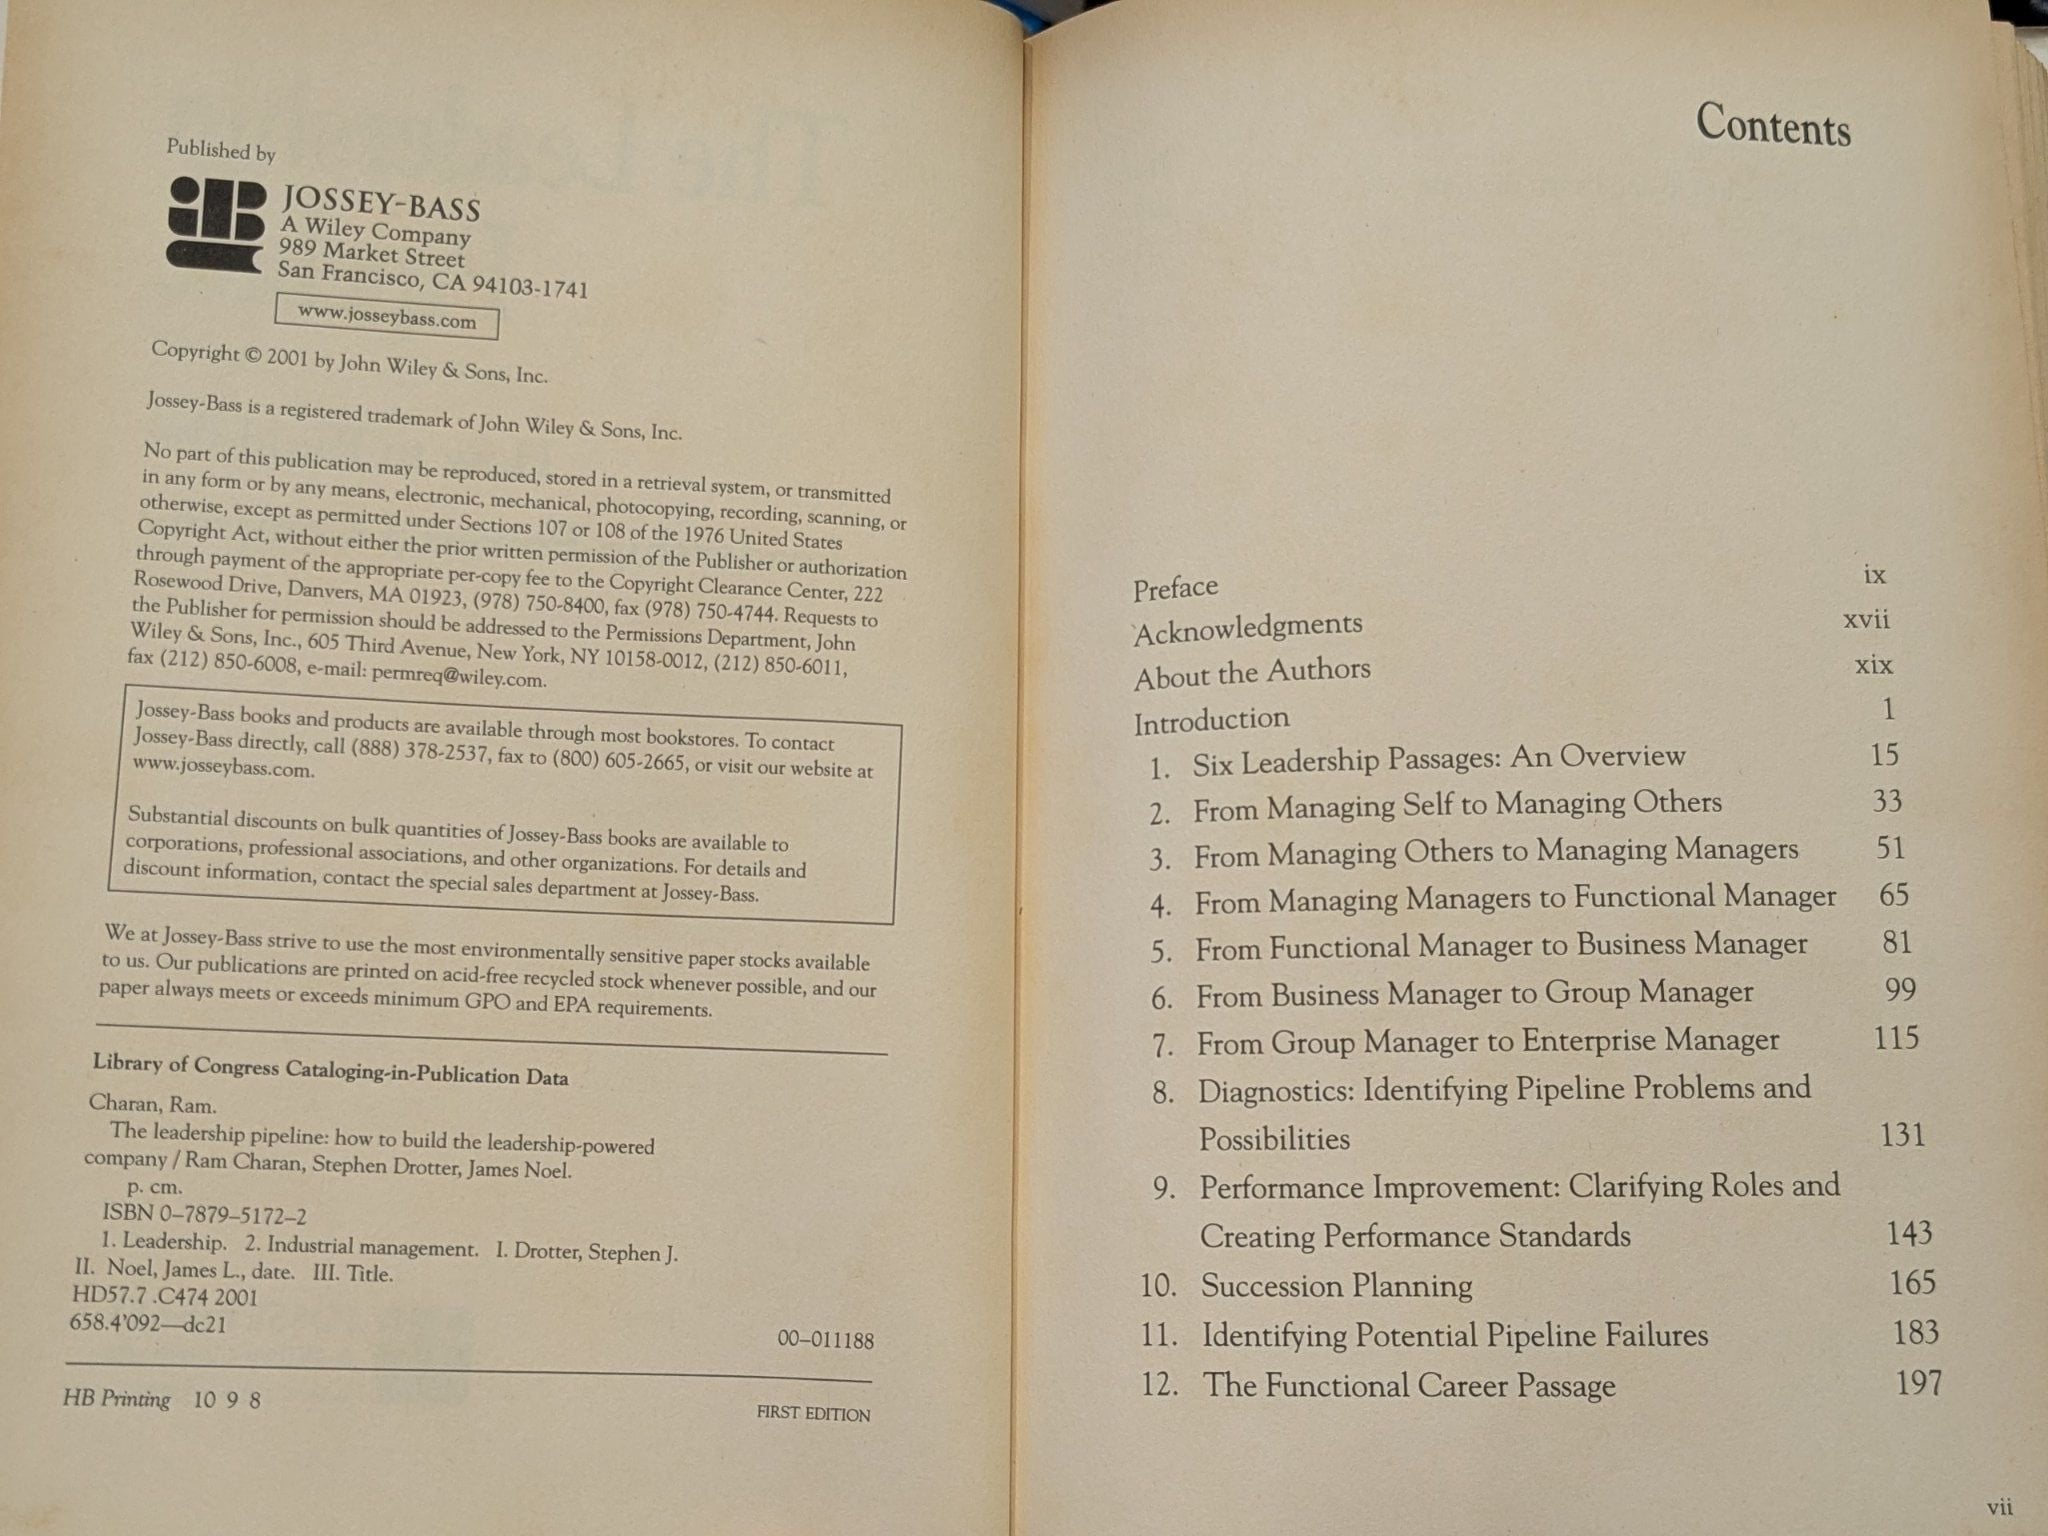 Published by
JOSSEY-BASS
A Wiley Company
989 Market Street
San Francisco, CA 94103-1741
www.josseybass.com
Copyright © 2001 by John Wiley & Sons, Inc.
Jossey-Bass is a registered trademark of John Wiley & Sons, Inc.
No part of this publication may be reproduced, stored in a retrieval system, or transmitted
in any form or by any means, electronic, mechanical, photocopying, recording, scanning, or
otherwise, except as permitted under Sections 107 or 108 of the 1976 United States
Copyright Act, without either the prior written permission of the Publisher or authorization
through payment of the appropriate per-copy fee to the Copyright Clearance Center, 222
Rosewood Drive, Danvers, MA 01923, (978) 750-8400, fax (978) 750-4744. Requests to
the Publisher for permission should be addressed to the Permissions Department, John
Wiley & Sons, Inc., 605 Third Avenue, New York, NY 10158-0012, (212) 850-6011,
fax (212) 850-6008, e-mail: permreq@wiley.com.
Jossey-Bass books and products are available through most bookstores. To contact
Jossey-Bass directly, call (888) 378-2537, fax to (800) 605-2665, or visit our website at
www.josseybass.com.
Substantial discounts on bulk quantities of Jossey-Bass books are available to
corporations, professional associations, and other organizations. For details and
discount information, contact the special sales department at Jossey-Bass.
We at Jossey-Bass strive to use the most environmentally sensitive paper stocks available
to us. Our publications are printed on acid-free recycled stock whenever possible, and our
paper always meets or exceeds minimum GPO and EPA requirements.
Library of Congress Cataloging-in-Publication Data
Charan, Ram.
The leadership pipeline: how to build the leadership-powered
company / Ram Charan, Stephen Drotter, James Noel.
p. cm.
ISBN 0–7879–5172–2
1. Leadership. 2. Industrial management. I. Drotter, Stephen J.
II. Noel, James L., date. III. Title.
HD57.7 .C474 2001
658.4'092—dc21
00–011188
HB Printing 10 9 8
FIRST EDITION
Contents
Preface ix
Acknowledgments xvii
About the Authors xix
Introduction 1
1. Six Leadership Passages: An Overview 15
2. From Managing Self to Managing Others 33
3. From Managing Others to Managing Managers 51
4. From Managing Managers to Functional Manager 65
5. From Functional Manager to Business Manager 81
6. From Business Manager to Group Manager 99
7. From Group Manager to Enterprise Manager 115
8. Diagnostics: Identifying Pipeline Problems and
Possibilities 131
9. Performance Improvement: Clarifying Roles and
Creating Performance Standards 143
10. Succession Planning 165
11. Identifying Potential Pipeline Failures 183
12. The Functional Career Passage 197
vii